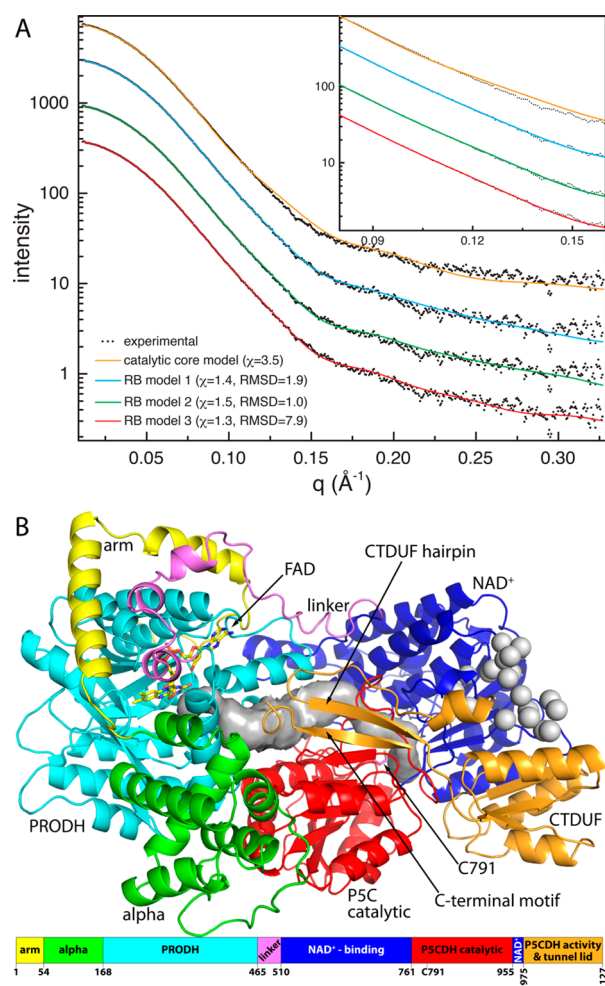 A
1000
100
10
1
intensity
100
10
0.09 0.12 0.15
experimental
catalytic core model (χ=3.5)
RB model 1 (χ=1.4, RMSD=1.9)
RB model 2 (χ=1.5, RMSD=1.0)
RB model 3 (χ=1.3, RMSD=7.9)
0.05 0.10 0.15 0.20 0.25 0.30
q (Å⁻¹)
B
arm
FAD
CTDUF hairpin
NAD⁺
linker
PRODH
alpha
P5C
catalytic
C-terminal motif
C791
CTDUF
arm alpha PRODH linker NAD⁺ - binding P5CDH catalytic NAD⁺ P5CDH activity
& tunnel lid
1 54 168 465 510 761 C791 955 975 127